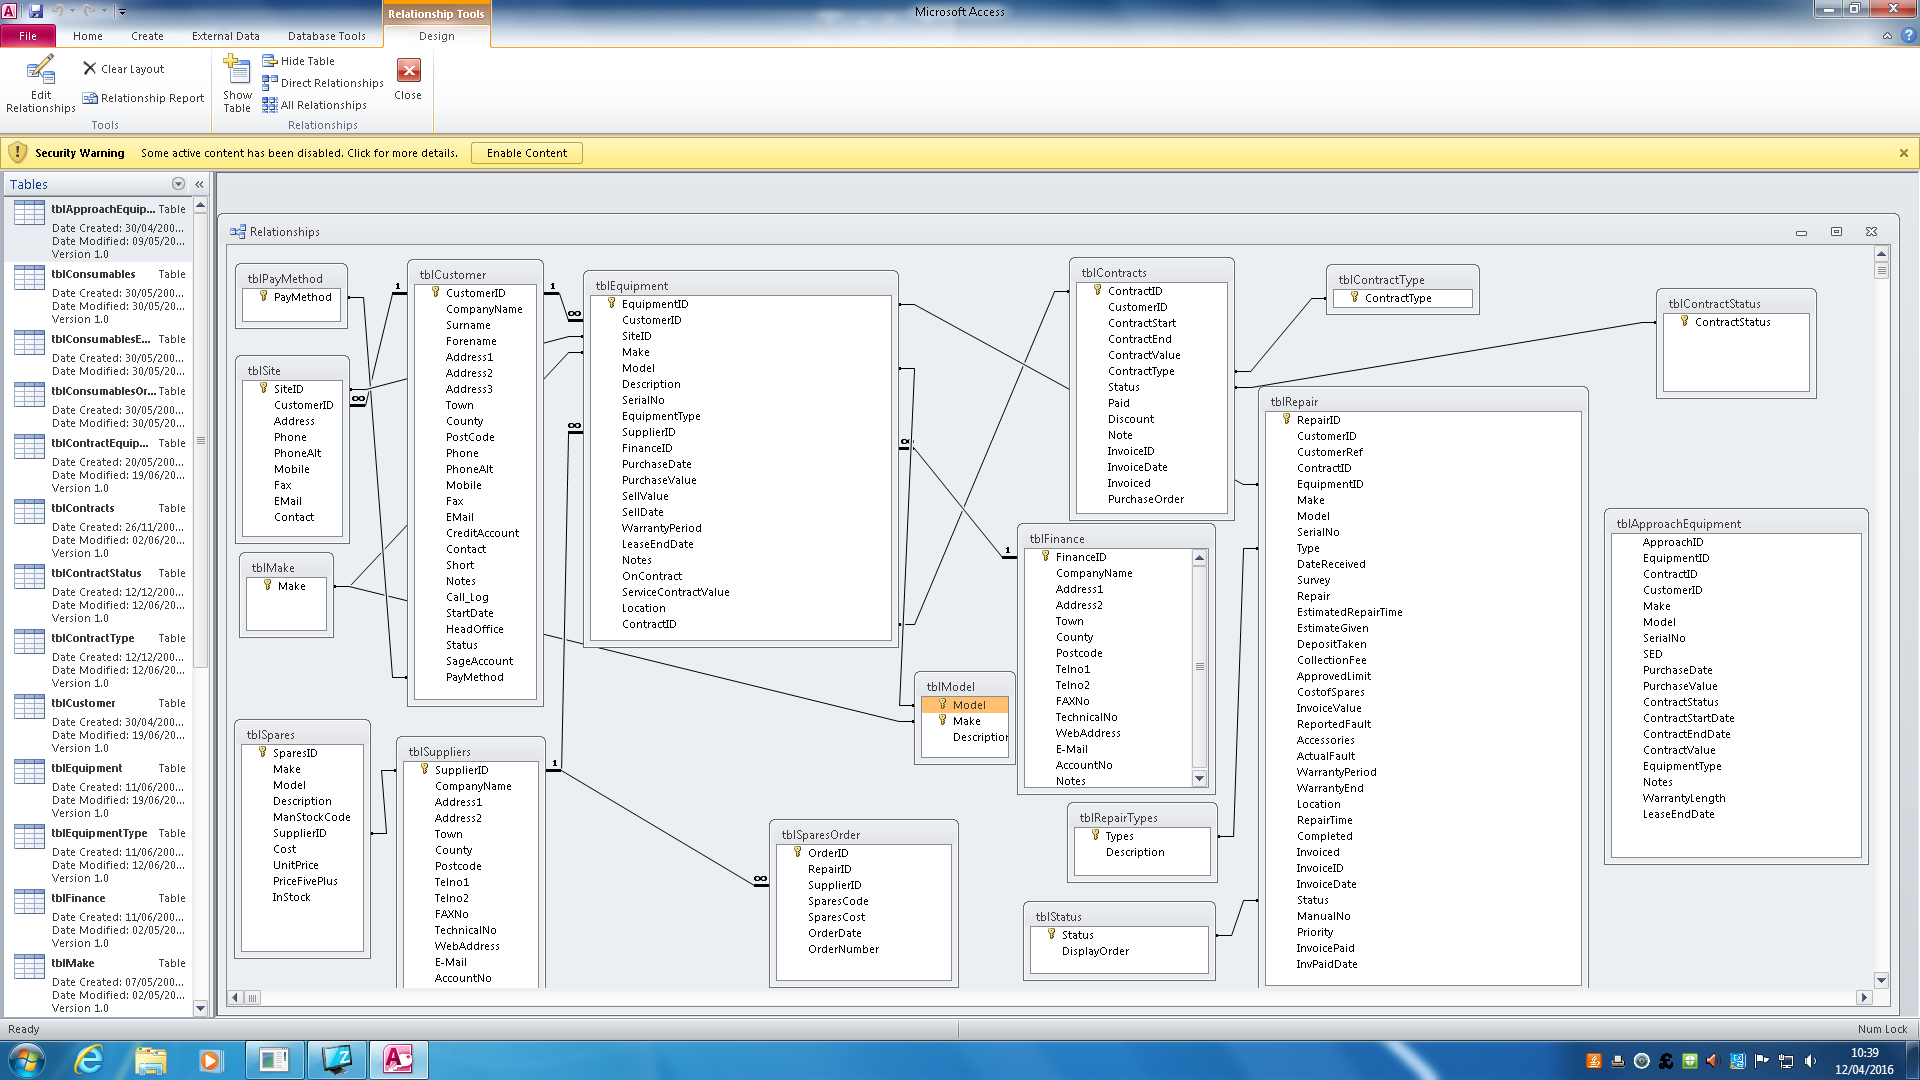 Relationship Tools
Microsoft Access
File
Home
Create
External Data
Database Tools
Design
Edit
Relationships
Clear Layout
Relationship Report
Tools
Show
Table
Hide Table
Direct Relationships
All Relationships
Close
Relationships
Security Warning Some active content has been disabled. Click for more details. Enable Content
Tables
tblApproachEquip... Table
Date Created: 30/04/200...
Date Modified: 09/05/20...
Version 1.0
tblConsumables Table
Date Created: 30/05/200...
Date Modified: 30/05/20...
Version 1.0
tblConsumablesE... Table
Date Created: 30/05/200...
Date Modified: 30/05/20...
tblConsumablesOr... Table
Date Created: 30/05/200...
Date Modified: 30/05/20...
tblContractEquip... Table
Date Created: 20/05/200...
Date Modified: 19/06/20...
Version 1.0
tblContracts Table
Date Created: 26/11/200...
Date Modified: 02/06/20...
Version 1.0
tblContractStatus Table
Date Created: 12/12/200...
Date Modified: 12/06/20...
Version 1.0
tblContractType Table
Date Created: 12/12/200...
Date Modified: 12/06/20...
Version 1.0
tblCustomer Table
Date Created: 30/04/200...
Date Modified: 19/06/20...
Version 1.0
tblEquipment Table
Date Created: 11/06/200...
Date Modified: 19/06/20...
Version 1.0
tblEquipmentType Table
Date Created: 11/06/200...
Date Modified: 12/06/20...
Version 1.0
tblFinance Table
Date Created: 11/06/200...
Date Modified: 02/05/20...
Version 1.0
tblMake Table
Date Created: 07/05/200...
Date Modified: 02/05/20...
Version 1.0
Relationships
tblPayMethod
PayMethod
tblSite
SiteID
CustomerID
Address
Phone
PhoneAlt
Mobile
Fax
EMail
Contact
tblMake
Make
tblSpares
SparesID
Make
Model
Description
ManStockCode
SupplierID
Cost
UnitPrice
PriceFivePlus
InStock
tblCustomer
CustomerID
CompanyName
Surname
Forename
Address1
Address2
Address3
Town
County
PostCode
Phone
PhoneAlt
Mobile
Fax
EMail
CreditAccount
Contact
Short
Notes
Call_Log
StartDate
HeadOffice
Status
SageAccount
PayMethod
tblSuppliers
SupplierID
CompanyName
Address1
Address2
Town
County
Postcode
Telno1
Telno2
FAXNo
TechnicalNo
WebAddress
E-Mail
AccountNo
tblEquipment
EquipmentID
CustomerID
SiteID
Make
Model
Description
SerialNo
EquipmentType
SupplierID
FinanceID
PurchaseDate
PurchaseValue
SellValue
SellDate
WarrantyPeriod
LeaseEndDate
Notes
OnContract
ServiceContractValue
Location
ContractID
tblSparesOrder
OrderID
RepairID
SupplierID
SparesCode
SparesCost
OrderDate
OrderNumber
tblModel
Model
Make
Description
tblContracts
ContractID
CustomerID
ContractStart
ContractEnd
ContractValue
ContractType
Status
Paid
Discount
Note
InvoiceID
InvoiceDate
Invoiced
PurchaseOrder
tblFinance
FinanceID
CompanyName
Address1
Address2
Town
County
Postcode
Telno1
Telno2
FAXNo
TechnicalNo
WebAddress
E-Mail
AccountNo
Notes
tblRepairTypes
Types
Description
tblStatus
Status
DisplayOrder
tblContractType
ContractType
tblRepair
RepairID
CustomerID
CustomerRef
ContractID
EquipmentID
Make
Model
SerialNo
Type
DateReceived
Survey
Repair
EstimatedRepairTime
EstimateGiven
DepositTaken
CollectionFee
ApprovedLimit
CostofSpares
InvoiceValue
ReportedFault
Accessories
ActualFault
WarrantyPeriod
WarrantyEnd
Location
RepairTime
Completed
Invoiced
InvoiceID
InvoiceDate
Status
ManualNo
Priority
InvoicePaid
InvPaidDate
tblContractStatus
ContractStatus
tblApproachEquipment
ApproachID
EquipmentID
ContractID
CustomerID
Make
Model
SerialNo
SED
PurchaseDate
PurchaseValue
ContractStatus
ContractStartDate
ContractEndDate
ContractValue
EquipmentType
Notes
WarrantyLength
LeaseEndDate
1
∞
1
∞
∞
∞
1
1
∞
Ready
Num Lock
10:39
12/04/2016